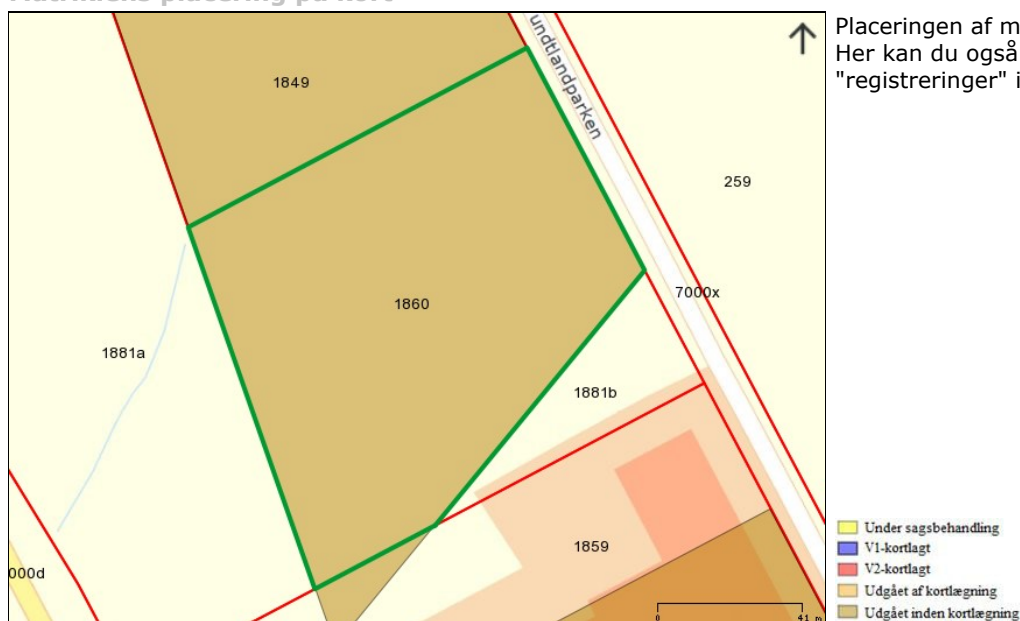 Placeringen af m
Her kan du også
"registreringer" i
undtlandparken
1849
259
1860
7000x
1881a
1881b
1859
000d
0 41 m
Under sagsbehandling
V1-kortlagt
V2-kortlagt
Udgået af kortlægning
Udgået inden kortlægning